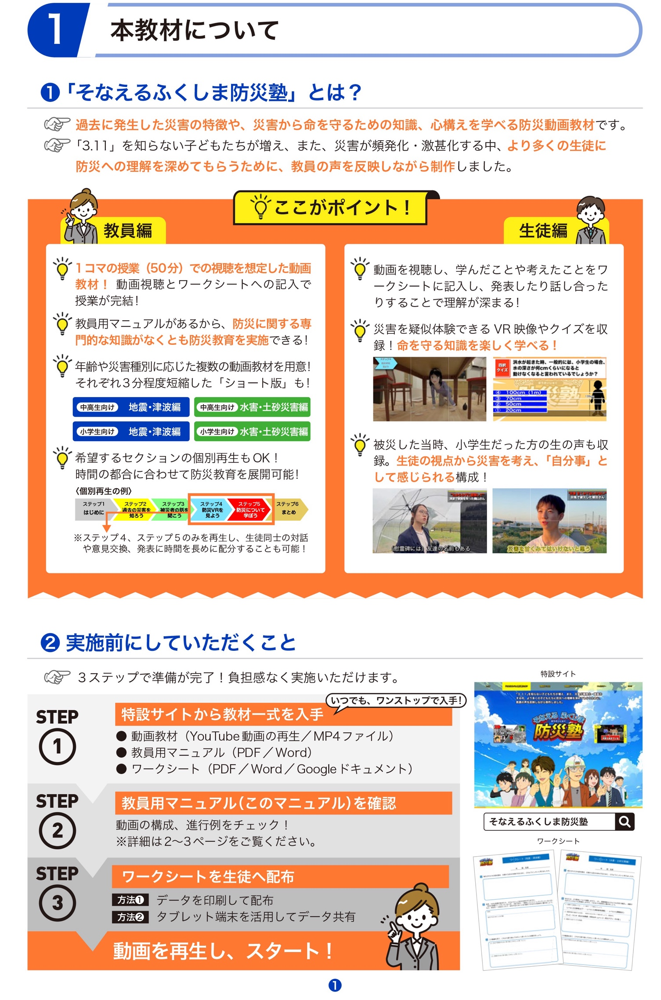 1
本教材について
❶「そなえるふくしま防災塾」とは？
過去に発生した災害の特徴や、災害から命を守るための知識、心構えを学べる防災動画教材です。
「3.11」を知らない子どもたちが増え、また、災害が頻発化・激甚化する中、より多くの生徒に
防災への理解を深めてもらうために、教員の声を反映しながら制作しました。
ここがポイント！
教員編
1コマの授業（50分）での視聴を想定した動画
教材！ 動画視聴とワークシートへの記入で
授業が完結！
教員用マニュアルがあるから、防災に関する専
門的な知識がなくとも防災教育を実施できる！
年齢や災害種別に応じた複数の動画教材を用意！
それぞれ３分程度短縮した「ショート版」も！
中高生向け 地震・津波編
中高生向け 水害・土砂災害編
小学生向け 地震・津波編
小学生向け 水害・土砂災害編
希望するセクションの個別再生もOK！
時間の都合に合わせて防災教育を展開可能！
〈個別再生の例〉
ステップ1
はじめに
ステップ2
過去の災害を
知ろう
ステップ3
被災者の話を
聞こう
ステップ4
防災VRを
見よう
ステップ5
防災について
学ぼう
ステップ6
まとめ
※ステップ４、ステップ５のみを再生し、生徒同士の対話
や意見交換、発表に時間を長めに配分することも可能！
生徒編
動画を視聴し、学んだことや考えたことをワ
ークシートに記入し、発表したり話し合った
りすることで理解が深まる！
災害を疑似体験できる VR 映像やクイズを収
録！命を守る知識を楽しく学べる！
ステップ4
四択
クイズ
洪水が起きた時、一般的には、小学生の場合、
水の深さが何cmくらいになると
動けなくなると言われているでしょうか？
④ 100cm（1m）
③ 70cm
② 50cm
① 20cm
被災した当時、小学生だった方の生の声も収
録。生徒の視点から災害を考え、「自分事」と
して感じられる構成！
（慰霊碑には）友達の名前もある
災害を甘くみてはいけないと思う
❷ 実施前にしていただくこと
３ステップで準備が完了！負担感なく実施いただけます。
いつでも、ワンストップで入手！
STEP
1
特設サイトから教材一式を入手
● 動画教材（YouTube動画の再生／MP4ファイル）
● 教員用マニュアル（PDF／Word）
● ワークシート（PDF／Word／Googleドキュメント）
STEP
2
教員用マニュアル（このマニュアル）を確認
動画の構成、進行例をチェック！
※詳細は２〜３ページをご覧ください。
STEP
3
ワークシートを生徒へ配布
方法❶ データを印刷して配布
方法❷ タブレット端末を活用してデータ共有
動画を再生し、スタート！
特設サイト
そなえる ふくしま
防災塾
そなえるふくしま防災塾
ワークシート
ワークシート（地震・津波編）
ワークシート（水害・土砂災害編）
❶